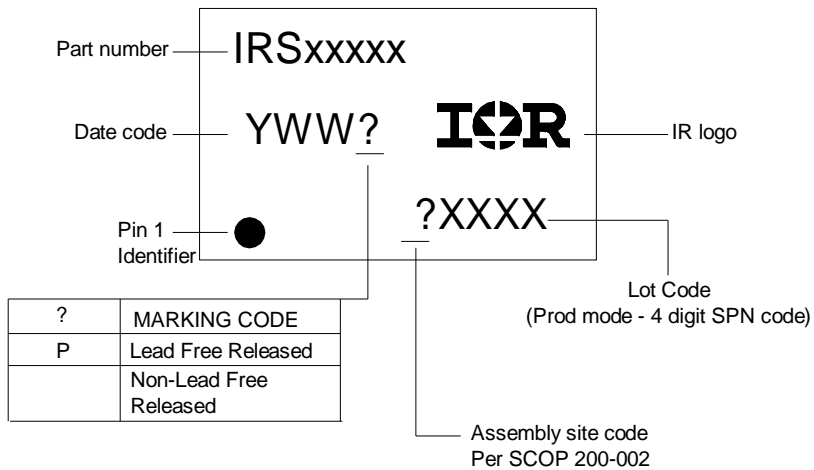 Part number
IRSxxxxx
Date code
YWW?
IOR
IR logo
?XXXX
Pin 1
Identifier
Lot Code
(Prod mode - 4 digit SPN code)
? MARKING CODE
P Lead Free Released
Non-Lead Free
Released
Assembly site code
Per SCOP 200-002